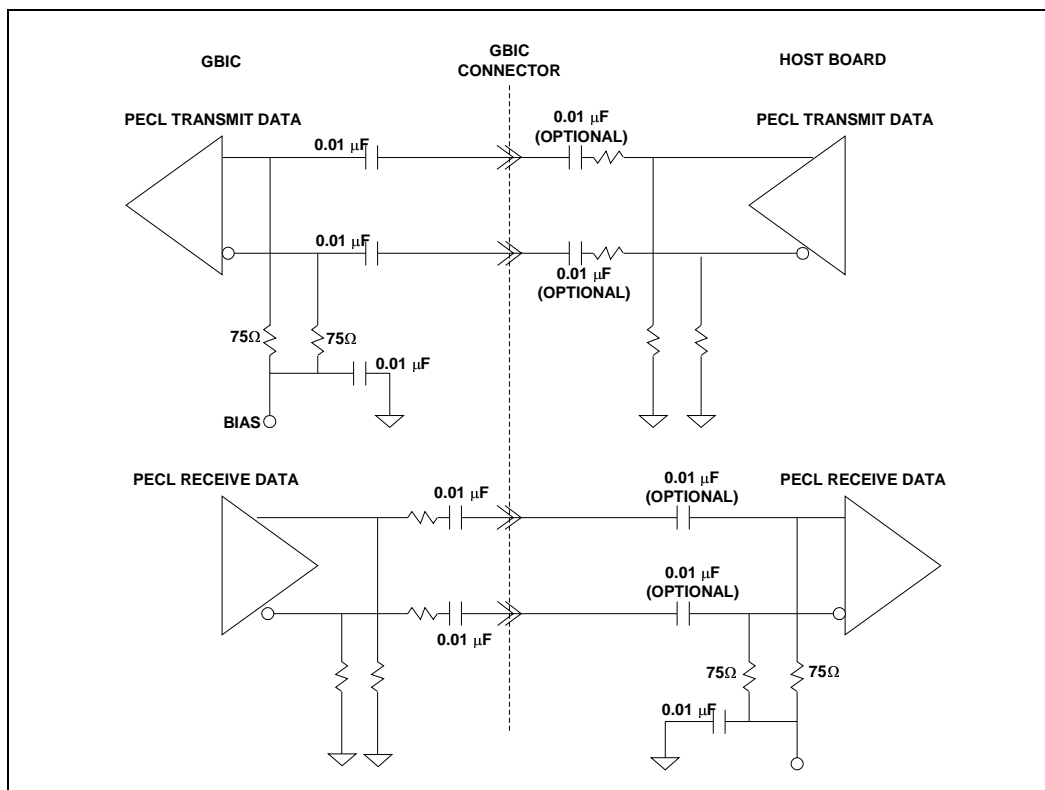 GBIC
GBIC
CONNECTOR
HOST BOARD
PECL TRANSMIT DATA
0.01 μF
0.01 μF
(OPTIONAL)
PECL TRANSMIT DATA
0.01 μF
0.01 μF
(OPTIONAL)
75Ω
75Ω
0.01 μF
BIAS
PECL RECEIVE DATA
0.01 μF
0.01 μF
(OPTIONAL)
PECL RECEIVE DATA
0.01 μF
0.01 μF
(OPTIONAL)
75Ω
75Ω
0.01 μF